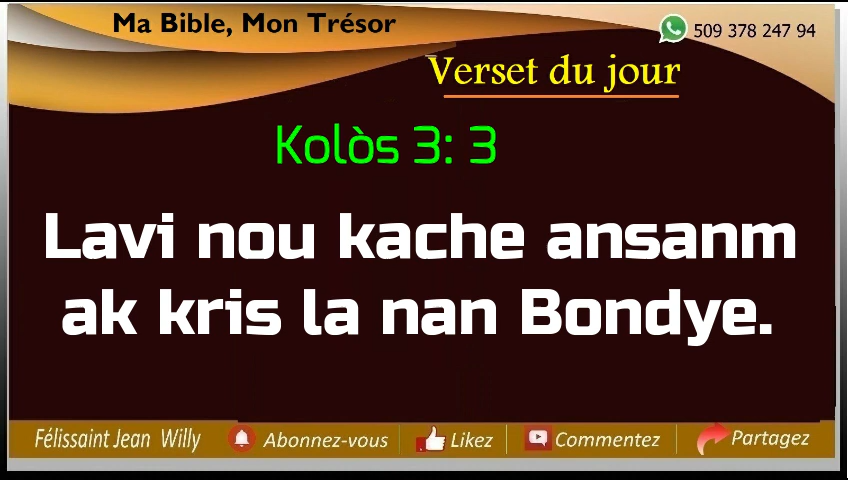 Ma Bible, Mon Trésor
509 378 247 94
Verset du jour
Kolòs 3: 3
Lavi nou kache ansanm
ak kris la nan Bondye.
Félissaint Jean Willy Abonnez-vous Likez Commentez Partagez